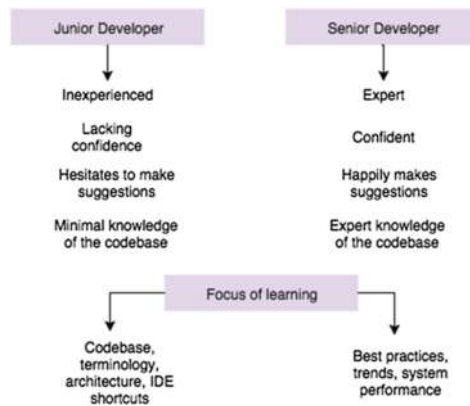 Junior Developer
Senior Developer
Inexperienced
Expert
Lacking
confidence
Confident
Hesitates to make
suggestions
Happily makes
suggestions
Minimal knowledge
of the codebase
Expert knowledge
of the codebase
Focus of learning
Codebase,
terminology,
architecture, IDE
shortcuts
Best practices,
trends, system
performance